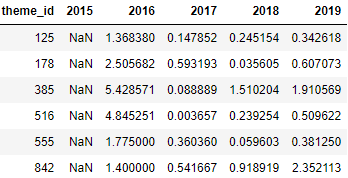 theme_id 2015 2016 2017 2018 2019
125 NaN 1.368380 0.147852 0.245154 0.342618
178 NaN 2.505682 0.593193 0.035605 0.607073
385 NaN 5.428571 0.088889 1.510204 1.910569
516 NaN 4.845251 0.003657 0.239254 0.509622
555 NaN 1.775000 0.360360 0.059603 0.381250
842 NaN 1.400000 0.541667 0.918919 2.352113